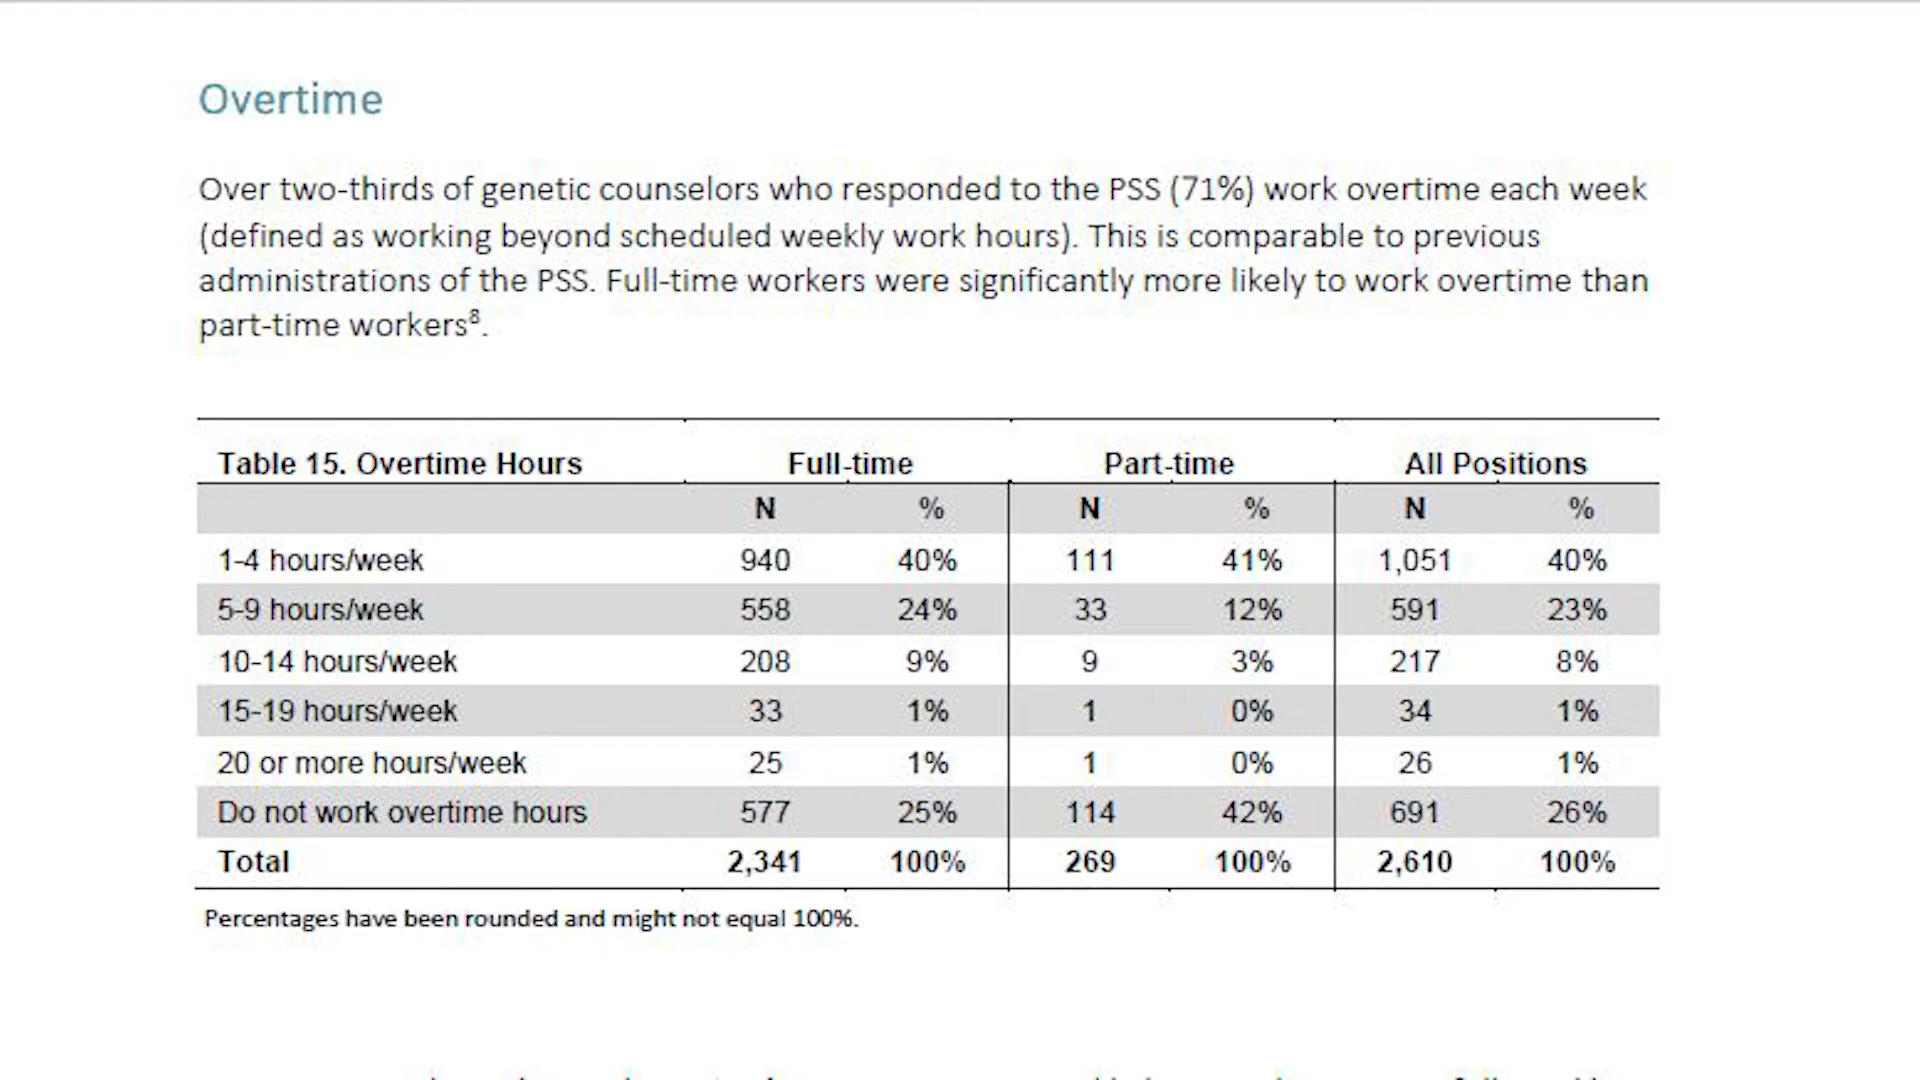 Overtime
Over two-thirds of genetic counselors who responded to the PSS (71%) work overtime each week
(defined as working beyond scheduled weekly work hours). This is comparable to previous
administrations of the PSS. Full-time workers were significantly more likely to work overtime than
part-time workers⁸.
Table 15. Overtime Hours Full-time Part-time All Positions
N % N % N %
1-4 hours/week 940 40% 111 41% 1,051 40%
5-9 hours/week 558 24% 33 12% 591 23%
10-14 hours/week 208 9% 9 3% 217 8%
15-19 hours/week 33 1% 1 0% 34 1%
20 or more hours/week 25 1% 1 0% 26 1%
Do not work overtime hours 577 25% 114 42% 691 26%
Total 2,341 100% 269 100% 2,610 100%
Percentages have been rounded and might not equal 100%.